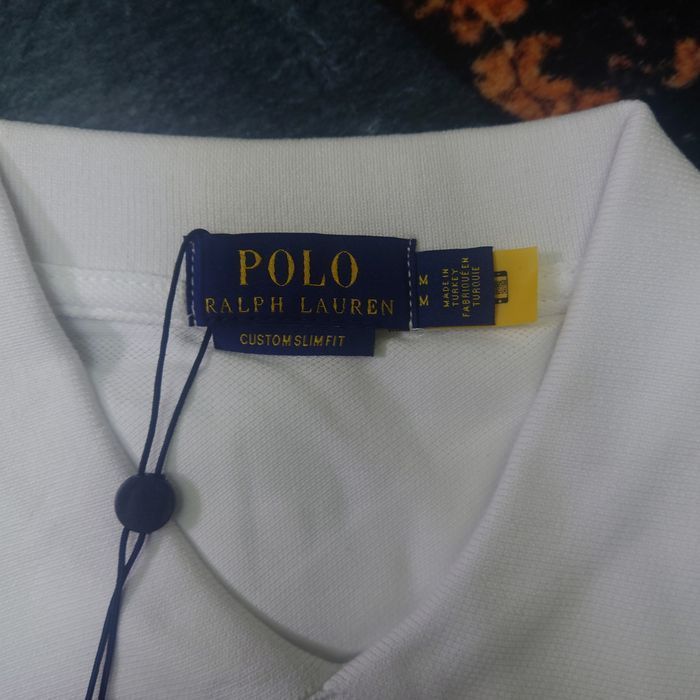 POLO
RALPH LAUREN
CUSTOM SLIM FIT
M
M
MADE IN
TURKEY
FABRIQUÉ EN
TURQUIE